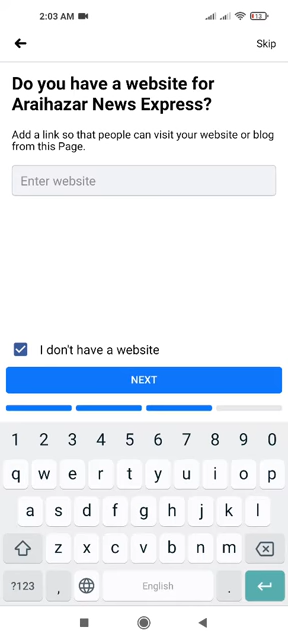 2:03 AM
13
Skip
Do you have a website for
Araihazar News Express?
Add a link so that people can visit your website or blog
from this Page.
Enter website
I don't have a website
NEXT
1 2 3 4 5 6 7 8 9 0
q w e r t y u i o p
a s d f g h j k l
z x c v b n m
?123 , English .